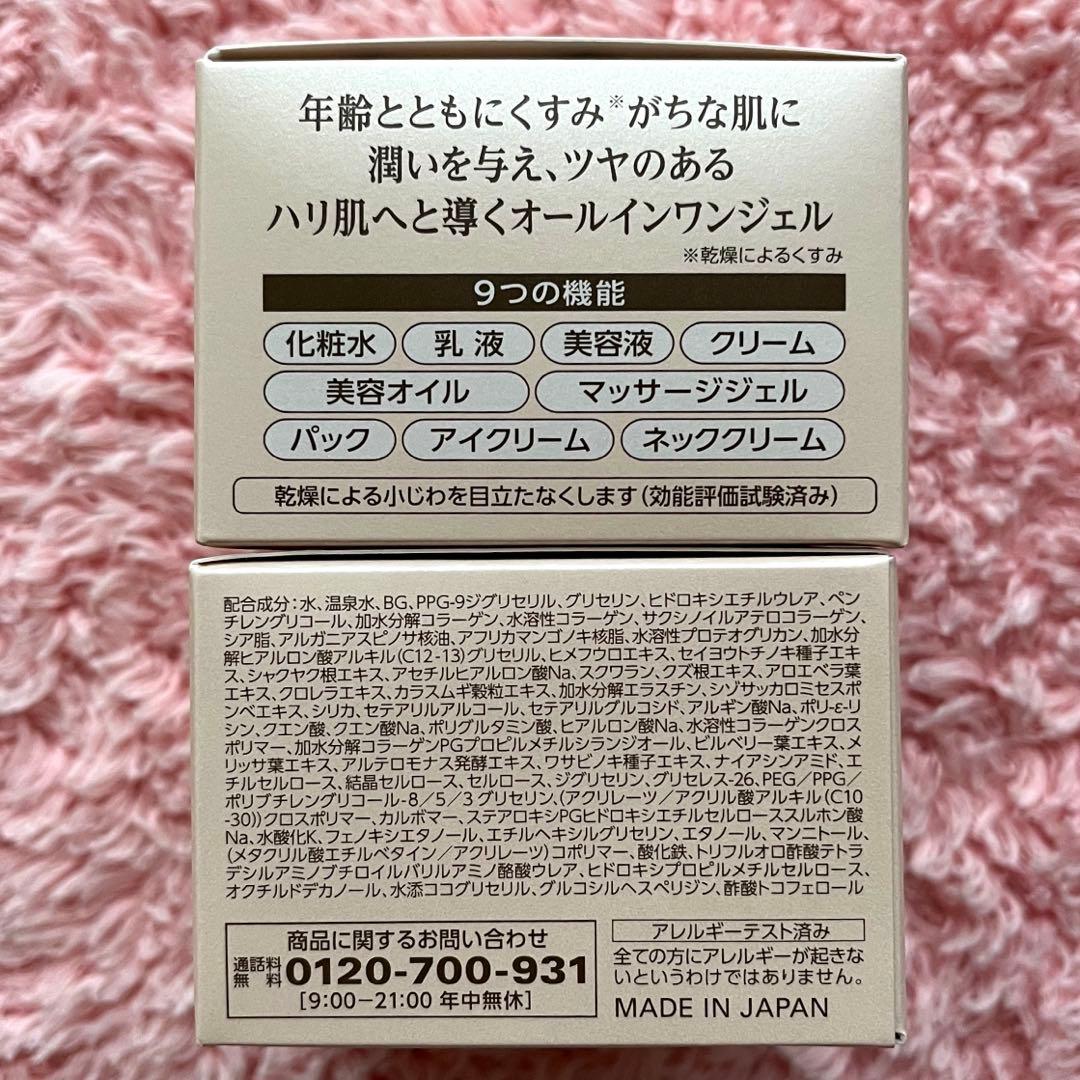 年齢とともにくすみ※がちな肌に
潤いを与え、ツヤのある
ハリ肌へと導くオールインワンジェル
※乾燥によるくすみ
9つの機能
化粧水 乳液 美容液 クリーム
美容オイル マッサージジェル
パック アイクリーム ネッククリーム
乾燥による小じわを目立たなくします(効能評価試験済み)
配合成分:水、温泉水、BG、PPG-9ジグリセリル、グリセリン、ヒドロキシエチルウレア、ペン
チレングリコール、加水分解コラーゲン、水溶性コラーゲン、サクシノイルアテロコラーゲン、
シア脂、アルガニアスピノサ核油、アフリカマンゴノキ核脂、水溶性プロテオグリカン、加水分
解ヒアルロン酸アルキル(C12-13)グリセリル、ヒメフウロエキス、セイヨウトチノキ種子エキ
ス、シャクヤク根エキス、アセチルヒアルロン酸Na、スクワラン、クズ根エキス、アロエベラ葉
エキス、クロレラエキス、カラスムギ穀粒エキス、加水分解エラスチン、シゾサッカロミセスポ
ンベエキス、シリカ、セテアリルアルコール、セテアリルグルコシド、アルギン酸Na、ポリ-ε-リ
シン、クエン酸、クエン酸Na、ポリグルタミン酸、ヒアルロン酸Na、水溶性コラーゲンクロス
ポリマー、加水分解コラーゲンPGプロピルメチルシランジオール、ビルベリー葉エキス、メ
リッサ葉エキス、アルテロモナス発酵エキス、ワサビノキ種子エキス、ナイアシンアミド、エ
チルセルロース、結晶セルロース、セルロース、ジグリセリン、グリセレス-26、PEG/PPG/
ポリブチレングリコール-8/5/3グリセリン、(アクリレーツ/アクリル酸アルキル(C10
-30))クロスポリマー、カルボマー、ステアロキシPGヒドロキシエチルセルローススルホン酸
Na、水酸化K、フェノキシエタノール、エチルヘキシルグリセリン、エタノール、マンニトール、
(メタクリル酸エチルベタイン/アクリレーツ)コポリマー、酸化鉄、トリフルオロ酢酸テトラ
デシルアミノブチロイルバリルアミノ酪酸ウレア、ヒドロキシプロピルメチルセルロース、
オクチルドデカノール、水添ココグリセリル、グルコシルヘスペリジン、酢酸トコフェロール
商品に関するお問い合わせ
通話料無料 0120-700-931
[9:00−21:00 年中無休]
アレルギーテスト済み
全ての方にアレルギーが起きな
いというわけではありません。
MADE IN JAPAN